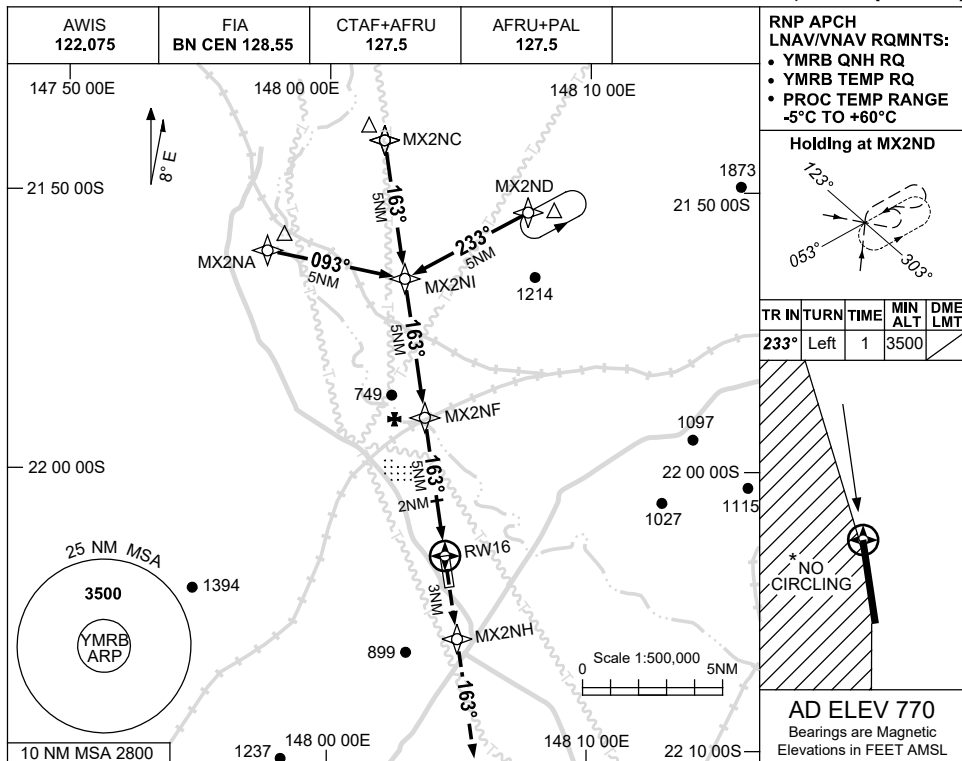 AWIS
122.075
FIA
BN CEN 128.55
CTAF+AFRU
127.5
AFRU+PAL
127.5
RNP APCH
LNAV/VNAV RQMNTS:
• YMRB QNH RQ
• YMRB TEMP RQ
• PROC TEMP RANGE
-5°C TO +60°C
147 50 00E
148 00 00E
148 10 00E
8° E
MX2NC
Holding at MX2ND
123°
053°
303°
21 50 00S
163°
5NM
MX2ND
1873
21 50 00S
233°
5NM
MX2NA
093°
5NM
MX2NI
1214
TR IN
TURN
TIME
MIN
ALT
DME
LMT
233°
Left
1
3500
163°
5NM
749
MX2NF
1097
22 00 00S
163°
5NM
2NM
22 00 00S
1027
1115
RW16
*
NO
CIRCLING
25 NM MSA
3500
YMRB
ARP
1394
3NM
MX2NH
899
163°
Scale 1:500,000
0
5NM
AD ELEV 770
Bearings are Magnetic
Elevations in FEET AMSL
10 NM MSA 2800
1237
148 00 00E
148 10 00E
22 10 00S